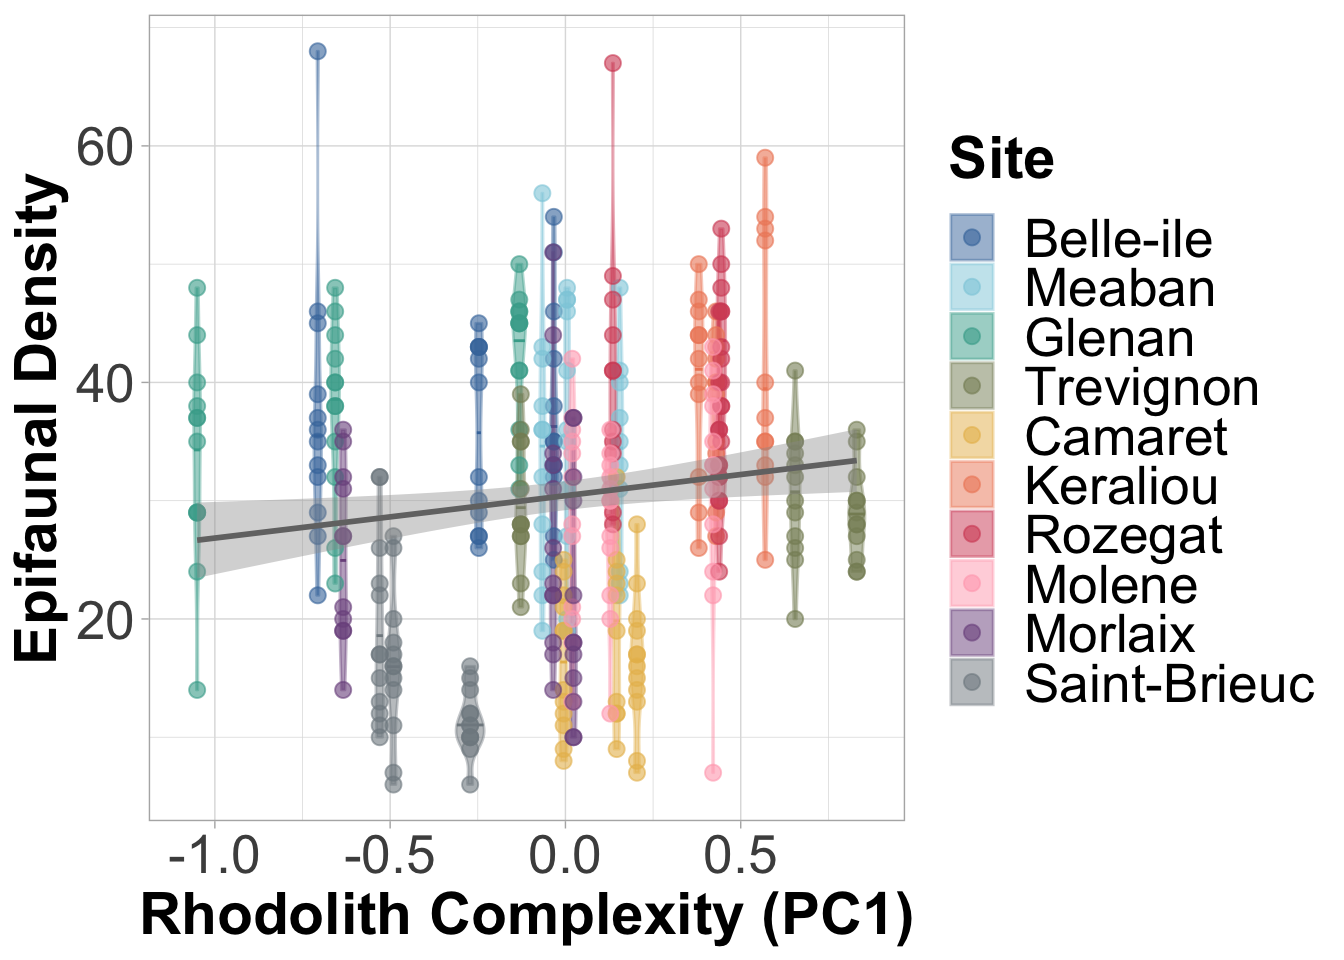 Epifaunal Density
60
40
20
-1.0
-0.5
0.0
0.5
Rhodolith Complexity (PC1)
Site
Belle-ile
Meaban
Glenan
Trevignon
Camaret
Keraliou
Rozegat
Molene
Morlaix
Saint-Brieuc